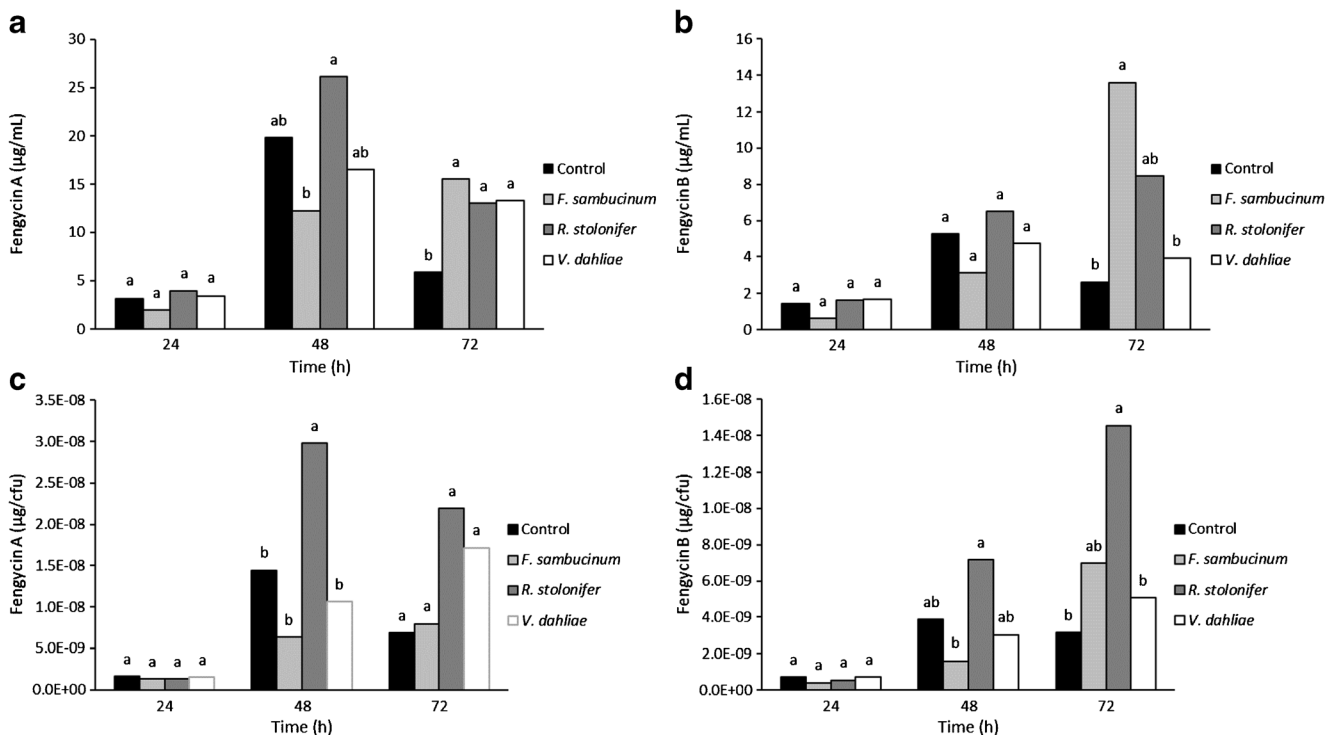 a
Fengycin A (µg/mL)
30
25
20
15
10
5
0
a
a
a
a
ab
b
a
ab
b
a
a
a
24
48
72
Time (h)
Control
F. sambucinum
R. stolonifer
V. dahliae
b
Fengycin B (µg/mL)
16
14
12
10
8
6
4
2
0
a
a
a
a
a
a
a
a
b
a
ab
b
24
48
72
Time (h)
Control
F. sambucinum
R. stolonifer
V. dahliae
c
Fengycin A (µg/cfu)
3.5E-08
3.0E-08
2.5E-08
2.0E-08
1.5E-08
1.0E-08
5.0E-09
0.0E+00
a
a
a
a
b
b
a
b
a
a
a
a
24
48
72
Time (h)
Control
F. sambucinum
R. stolonifer
V. dahliae
d
Fengycin B (µg/cfu)
1.6E-08
1.4E-08
1.2E-08
1.0E-08
8.0E-09
6.0E-09
4.0E-09
2.0E-09
0.0E+00
a
a
a
a
ab
b
a
ab
b
ab
a
b
24
48
72
Time (h)
Control
F. sambucinum
R. stolonifer
V. dahliae